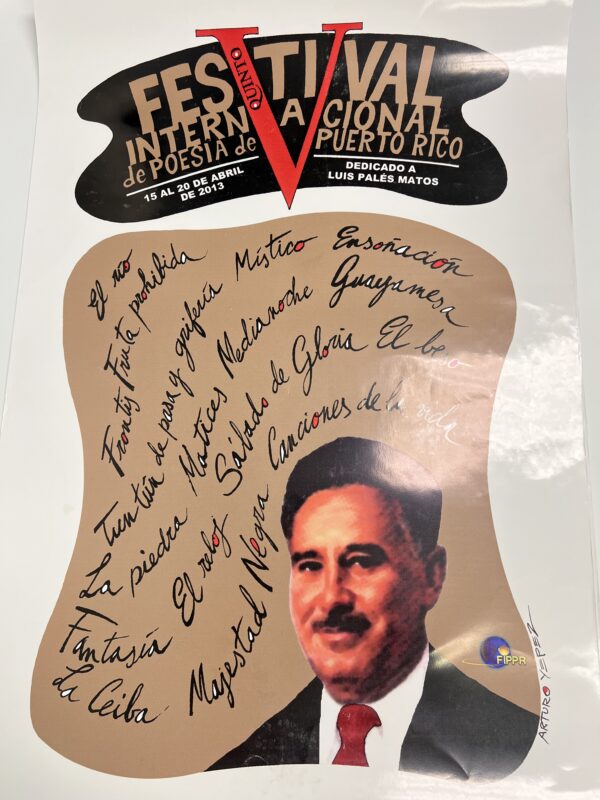 QUINTO
FESTIVAL
INTERNACIONAL
de POESÍA de PUERTO RICO
15 AL 20 DE ABRIL
DE 2013
DEDICADO A
LUIS PALÉS MATOS
El río
Fruta prohibida
Frontis
Místico
Ensoñación
Tuntún de pasa y grifería
Medianoche
Guayamesa
La piedra
Matices
Sábado de Gloria
El beso
Fantasía
El reloj
Canciones de la vida
La Ceiba
Majestad Negra
FIPPR
ARTURO YEPEZ